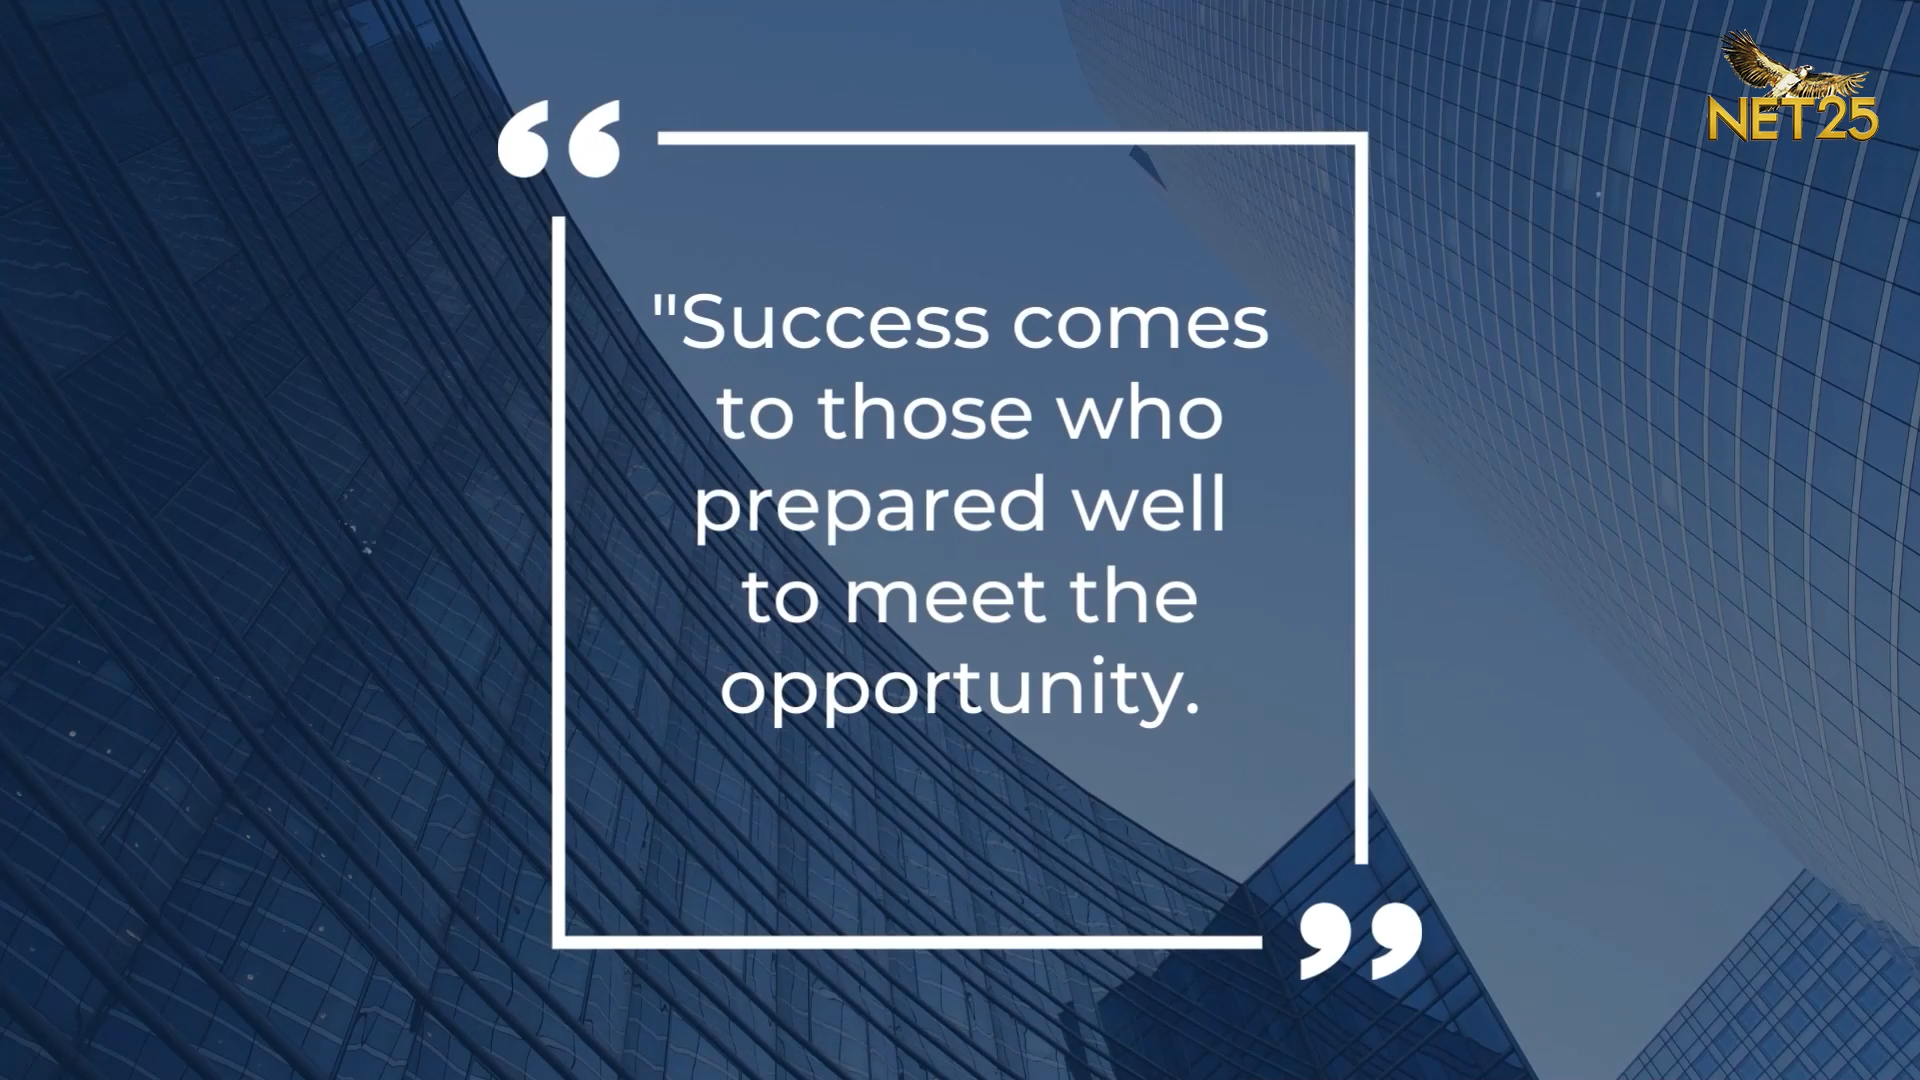 NET25
"Success comes
to those who
prepared well
to meet the
opportunity.